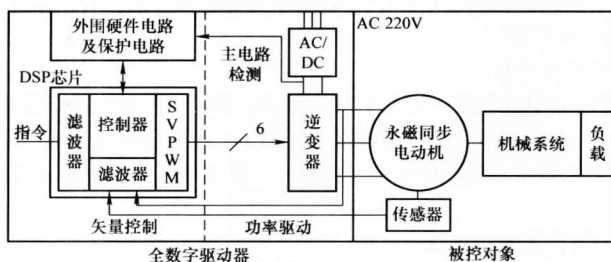 外围硬件电路
及保护电路
AC/
DC
AC 220V
主电路
检测
DSP芯片
指令
滤波器
控制器
滤波器
SVPWM
6
逆变器
永磁同步
电动机
机械系统
负载
传感器
矢量控制
功率驱动
全数字驱动器
被控对象